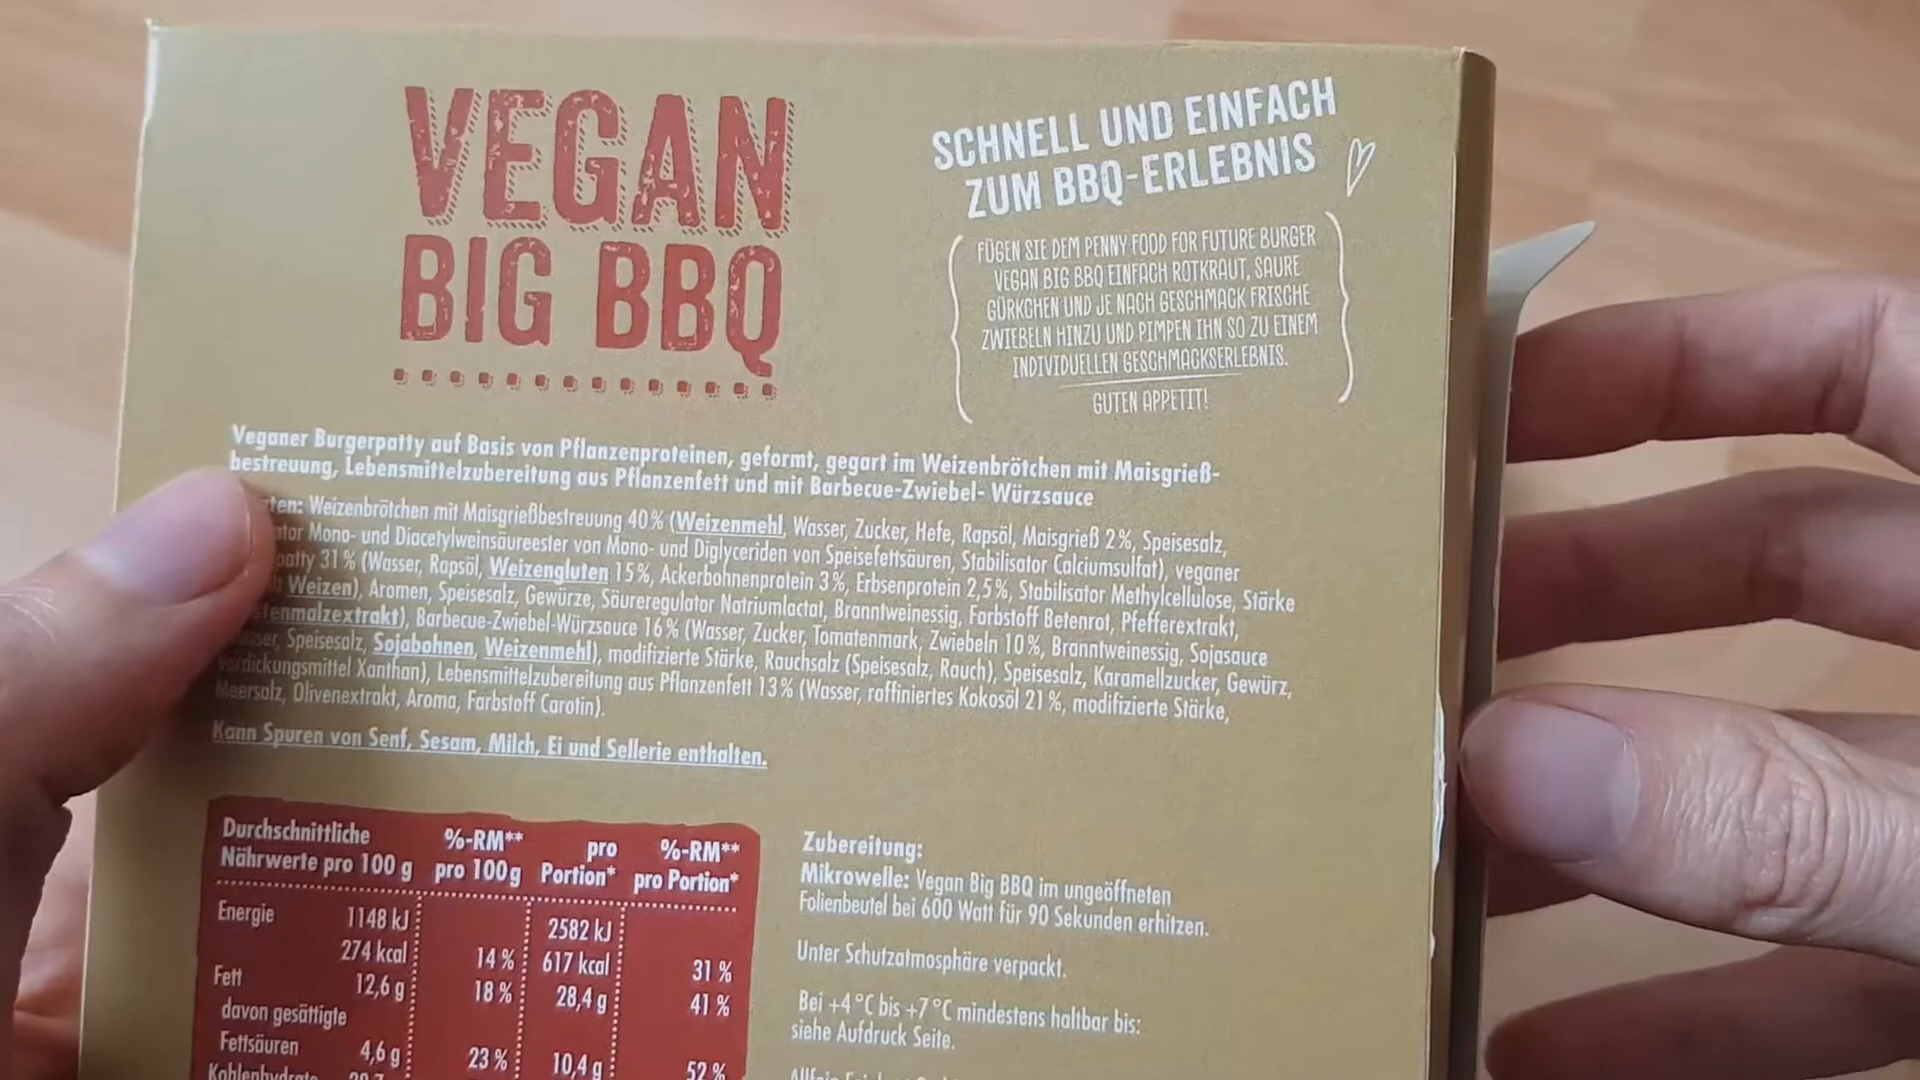 VEGAN
BIG BBQ
SCHNELL UND EINFACH
ZUM BBQ-ERLEBNIS
FÜGEN SIE DEM PENNY FOOD FOR FUTURE BURGER
VEGAN BIG BBQ EINFACH ROTKRAUT, SAURE
GÜRKCHEN UND JE NACH GESCHMACK FRISCHE
ZWIEBELN HINZU UND PIMPEN IHN SO ZU EINEM
INDIVIDUELLEN GESCHMACKSERLEBNIS.
GUTEN APPETIT!
Veganer Burgerpatty auf Basis von Pflanzenproteinen, geformt, gegart im Weizenbrötchen mit Maisgrieß-
bestreuung, Lebensmittelzubereitung aus Pflanzenfett und mit Barbecue-Zwiebel- Würzsauce
ten: Weizenbrötchen mit Maisgrießbestreuung 40% (Weizenmehl, Wasser, Zucker, Hefe, Rapsöl, Maisgrieß 2%, Speisesalz,
ator Mono- und Diacetylweinsäureester von Mono- und Diglyceriden von Speisefettsäuren, Stabilisator Calciumsulfat), veganer
patty 31% (Wasser, Rapsöl, Weizengluten 15%, Ackerbohnenprotein 3%, Erbsenprotein 2,5%, Stabilisator Methylcellulose, Stärke
Weizen), Aromen, Speisesalz, Gewürze, Säureregulator Natriumlactat, Branntweinessig, Farbstoff Betenrot, Pfefferextrakt,
tenmalzextrakt), Barbecue-Zwiebel-Würzsauce 16% (Wasser, Zucker, Tomatenmark, Zwiebeln 10%, Branntweinessig, Sojasauce
sser, Speisesalz, Sojabohnen, Weizenmehl), modifizierte Stärke, Rauchsalz (Speisesalz, Rauch), Speisesalz, Karamellzucker, Gewürz,
Verdickungsmittel Xanthan), Lebensmittelzubereitung aus Pflanzenfett 13% (Wasser, raffiniertes Kokosöl 21%, modifizierte Stärke,
Meersalz, Olivenextrakt, Aroma, Farbstoff Carotin).
Kann Spuren von Senf, Sesam, Milch, Ei und Sellerie enthalten.
Durchschnittliche Nährwerte pro 100 g %-RM** pro 100g pro Portion* %-RM** pro Portion*
Energie 1148 kJ 2582 kJ
274 kcal 14% 617 kcal 31%
Fett 12,6 g 18% 28,4 g 41%
davon gesättigte
Fettsäuren 4,6 g 23% 10,4 g 52%
Kohlenhydrate
Zubereitung:
Mikrowelle: Vegan Big BBQ im ungeöffneten
Folienbeutel bei 600 Watt für 90 Sekunden erhitzen.
Unter Schutzatmosphäre verpackt.
Bei +4°C bis +7°C mindestens haltbar bis:
siehe Aufdruck Seite.